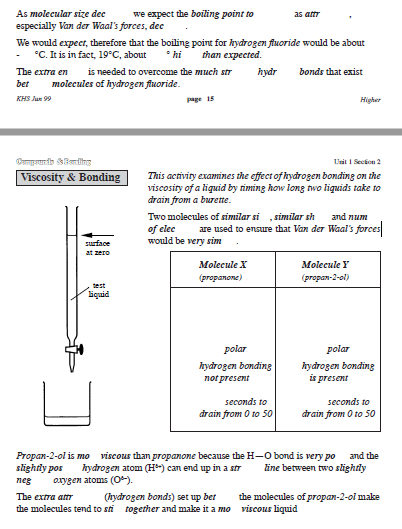 As molecular size dec we expect the boiling point to as attr ,
especially Van der Waal's forces, dec .
We would expect, therefore that the boiling point for hydrogen fluoride would be about
- °C. It is in fact, 19°C, about ° hi than expected.
The extra en is needed to overcome the much str hydr bonds that exist
bet molecules of hydrogen fluoride.
KHS Jun 99 page 15 Higher
Compounds & Bonding Unit 1 Section 2
Viscosity & Bonding
This activity examines the effect of hydrogen bonding on the
viscosity of a liquid by timing how long two liquids take to
drain from a burette.
Two molecules of similar si , similar sh and num
of elec are used to ensure that Van der Waal's forces
would be very sim .
surface
at zero
test
liquid
Molecule X Molecule Y
(propanone) (propan-2-ol)
polar polar
hydrogen bonding hydrogen bonding
not present is present
seconds to seconds to
drain from 0 to 50 drain from 0 to 50
Propan-2-ol is mo viscous than propanone because the H—O bond is very po and the
slightly pos hydrogen atom (Hᵟ⁺) can end up in a str line between two slightly
neg oxygen atoms (Oᵟ⁻).
The extra attr (hydrogen bonds) set up bet the molecules of propan-2-ol make
the molecules tend to sti together and make it a mo viscous liquid